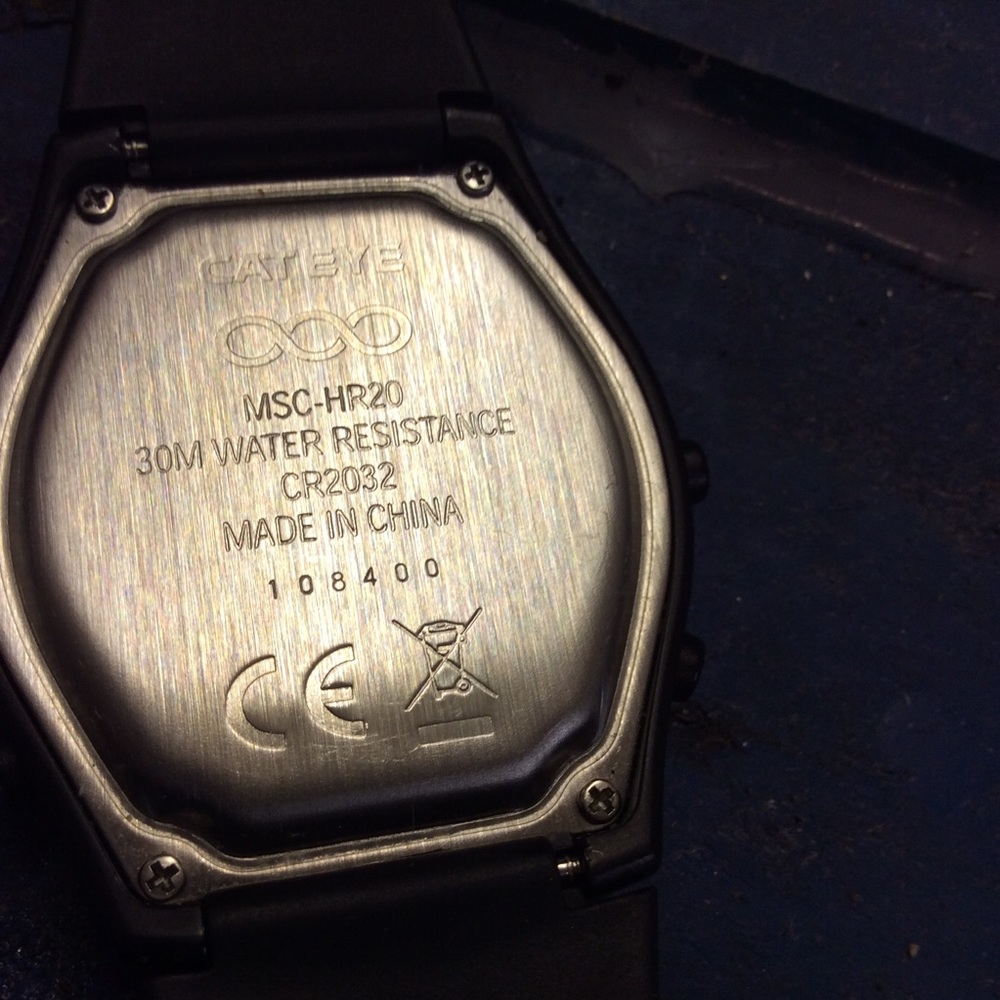 CATEYE
MSC-HR20
30M WATER RESISTANCE
CR2032
MADE IN CHINA
108400
CE